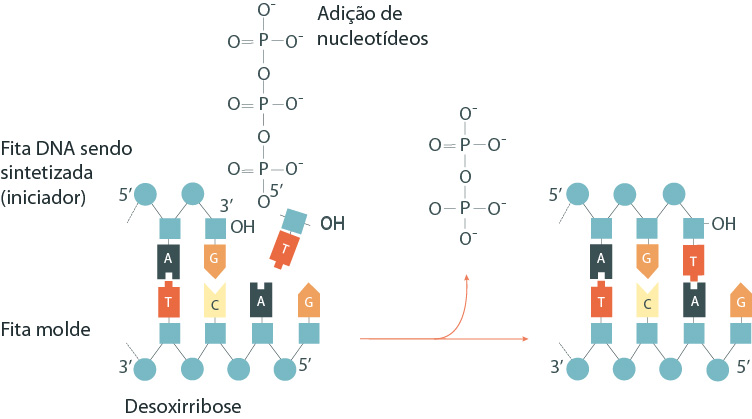 O⁻
Adição de
nucleotídeos
O=P–O⁻
O
O=P–O⁻
O
O=P–O⁻
O
5′
O⁻
O=P–O⁻
O
O–P–O⁻
O⁻
Fita DNA sendo
sintetizada
(iniciador)
5′
3′
OH
OH
A
G
T
T
C
A
G
Fita molde
3′
5′
Desoxirribose
5′
OH
A
G
T
T
C
A
G
3′
5′